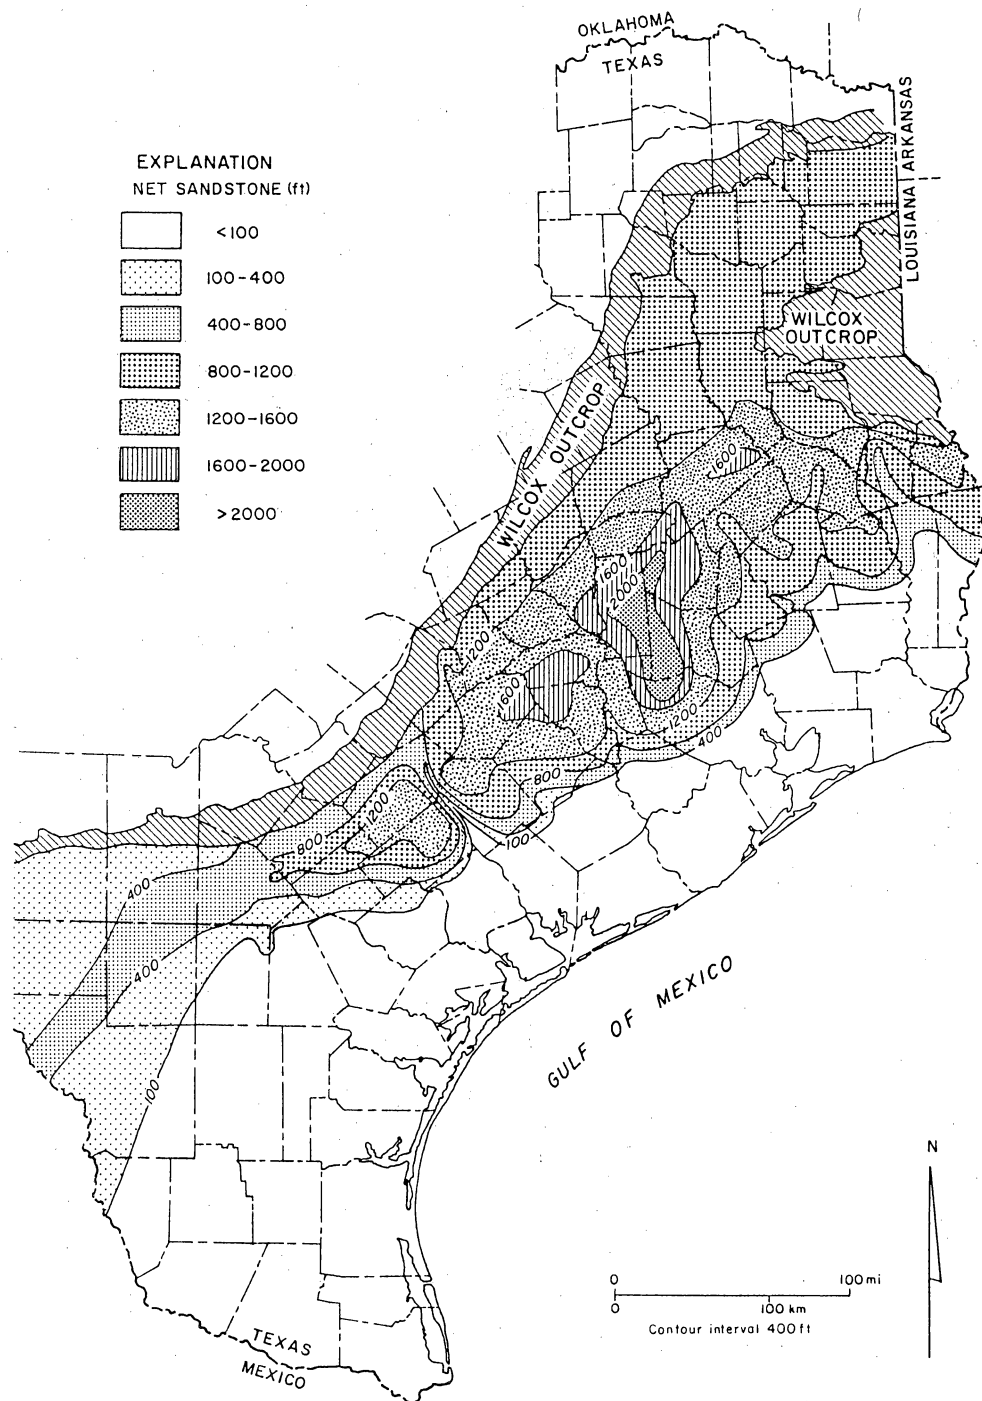 OKLAHOMA
TEXAS
LOUISIANA
ARKANSAS
EXPLANATION
NET SANDSTONE (ft)
<100
100-400
400-800
800-1200
1200-1600
1600-2000
>2000
WILCOX
OUTCROP
WILCOX OUTCROP
1600
1600
2000
1200
1600
1200
400
800
1200
800
100
400
400
100
GULF OF MEXICO
N
0 100 mi
0 100 km
Contour interval 400 ft
TEXAS
MEXICO